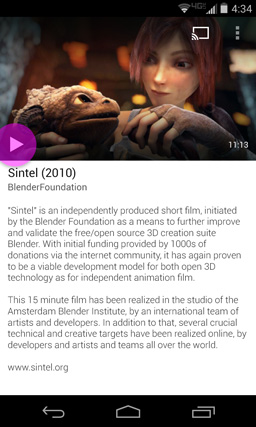 4G 4:34
11:13
Sintel (2010)
BlenderFoundation
"Sintel" is an independently produced short film, initiated
by the Blender Foundation as a means to further improve
and validate the free/open source 3D creation suite
Blender. With initial funding provided by 1000s of
donations via the internet community, it has again proven
to be a viable development model for both open 3D
technology as for independent animation film.
This 15 minute film has been realized in the studio of the
Amsterdam Blender Institute, by an international team of
artists and developers. In addition to that, several crucial
technical and creative targets have been realized online, by
developers and artists and teams all over the world.
www.sintel.org